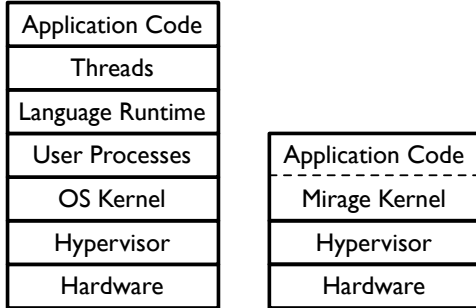 Application Code
Threads
Language Runtime
User Processes
OS Kernel
Hypervisor
Hardware
Application Code
Mirage Kernel
Hypervisor
Hardware